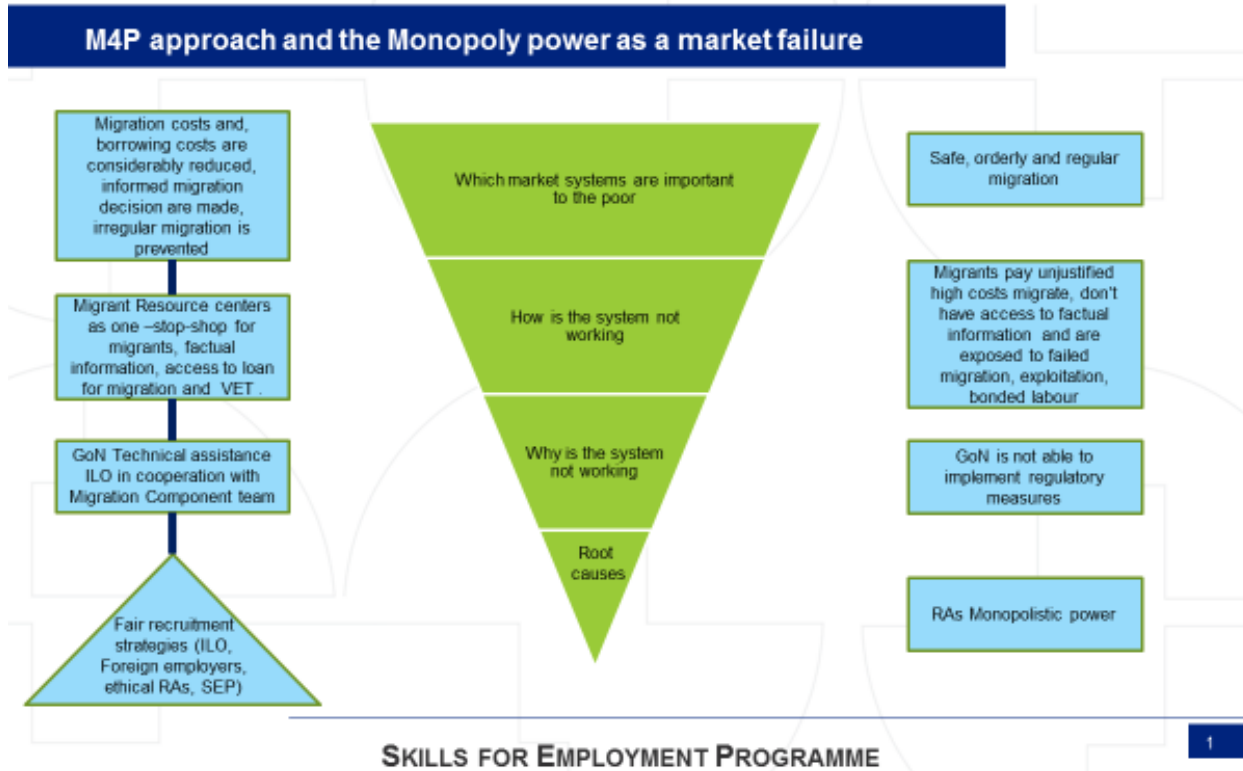 M4P approach and the Monopoly power as a market failure
Migration costs and,
borrowing costs are
considerably reduced,
informed migration
decision are made,
irregular migration is
prevented
Migrant Resource centers
as one –stop-shop for
migrants, factual
information, access to loan
for migration and VET .
GoN Technical assistance
ILO in cooperation with
Migration Component team
Fair recruitment
strategies (ILO,
Foreign employers,
ethical RAs, SEP)
Which market systems are important
to the poor
How is the system not
working
Why is the system
not working
Root
causes
Safe, orderly and regular
migration
Migrants pay unjustified
high costs migrate, don't
have access to factual
information and are
exposed to failed
migration, exploitation,
bonded labour
GoN is not able to
implement regulatory
measures
RAs Monopolistic power
SKILLS FOR EMPLOYMENT PROGRAMME
1